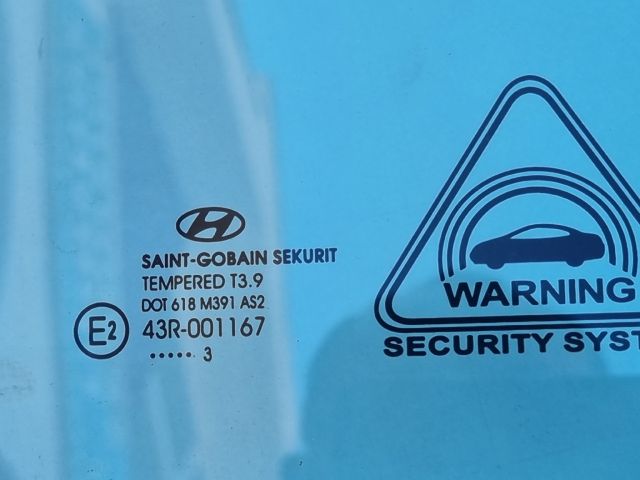 SAINT-GOBAIN SEKURIT
TEMPERED T3.9
DOT 618 M391 AS2
E2
43R-001167
..... 3
WARNING
SECURITY SYST